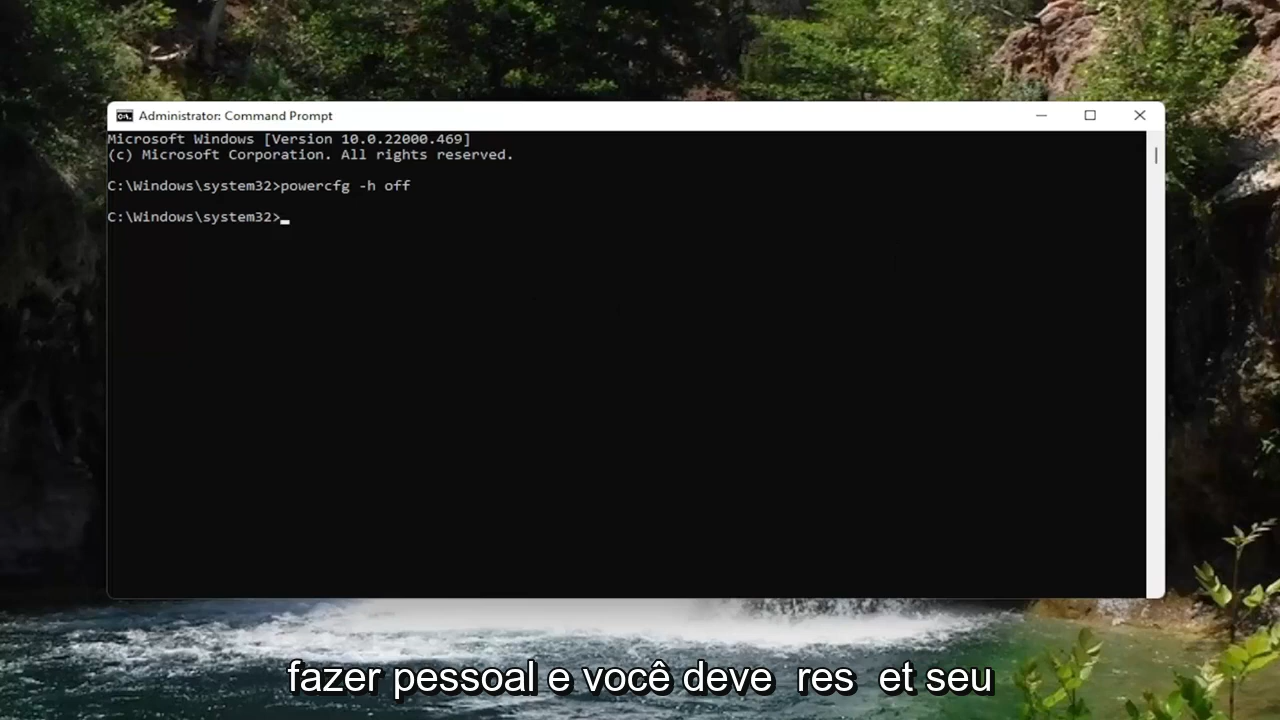 Administrator: Command Prompt
Microsoft Windows [Version 10.0.22000.469]
(c) Microsoft Corporation. All rights reserved.
C:\Windows\system32>powercfg -h off
C:\Windows\system32>
fazer pessoal e você deve res et seu